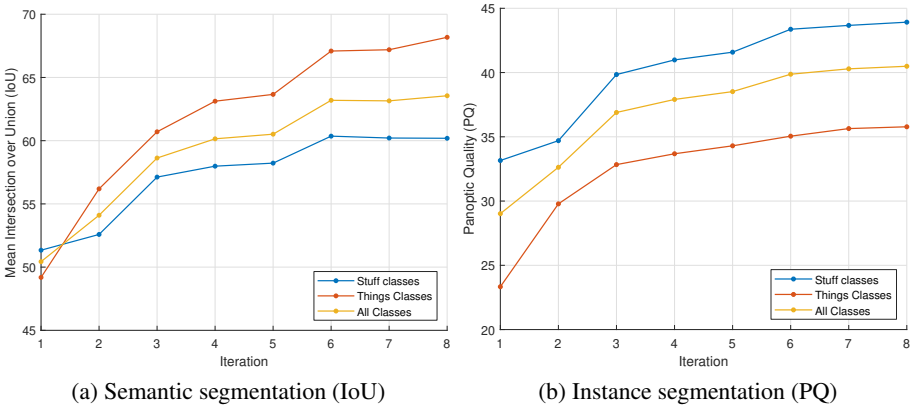 70
65
60
55
50
45
Mean Intersection over Union (IoU)
1 2 3 4 5 6 7 8
Iteration
Stuff classes
Things Classes
All Classes
(a) Semantic segmentation (IoU)
45
40
35
30
25
20
Panoptic Quality (PQ)
1 2 3 4 5 6 7 8
Iteration
Stuff classes
Things Classes
All Classes
(b) Instance segmentation (PQ)